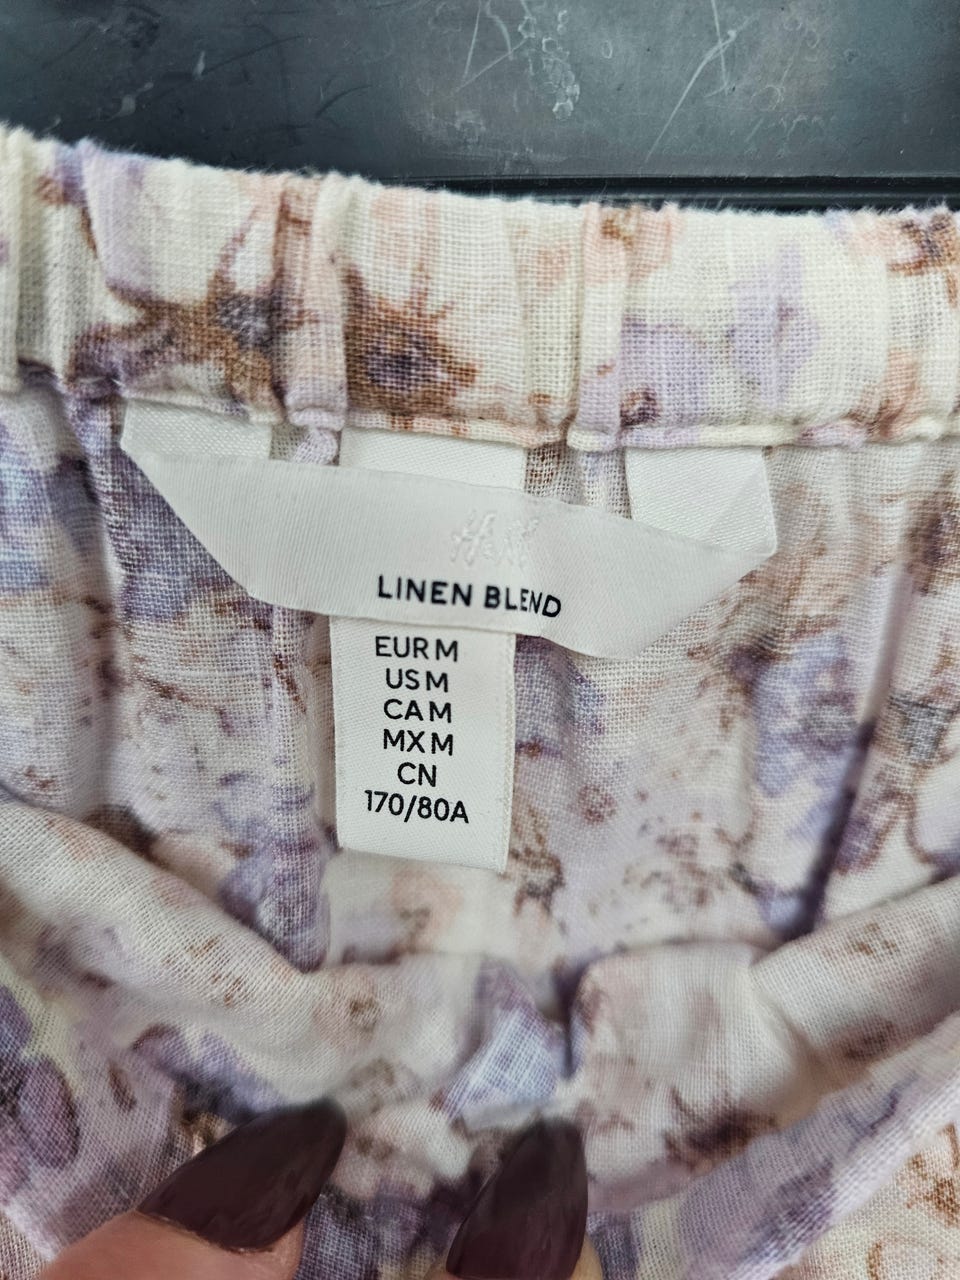 H&M
LINEN BLEND
EUR M
US M
CA M
MX M
CN
170/80A